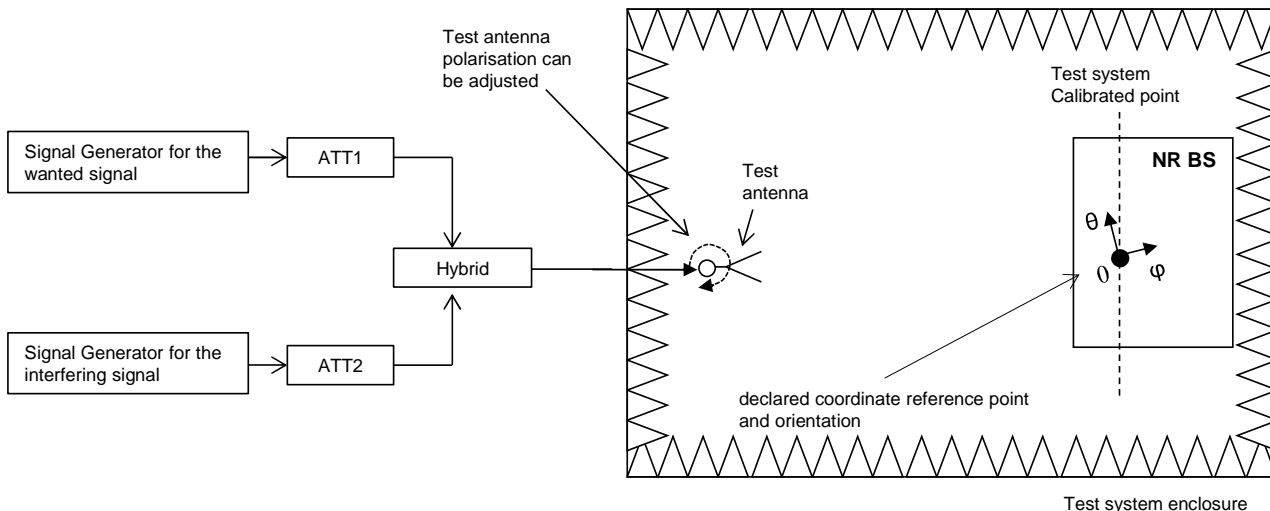 Test antenna
polarisation can
be adjusted
Test system
Calibrated point
Signal Generator for the
wanted signal
ATT1
NR BS
Test
antenna
θ
Hybrid
0
φ
Signal Generator for the
interfering signal
ATT2
declared coordinate reference point
and orientation
Test system enclosure